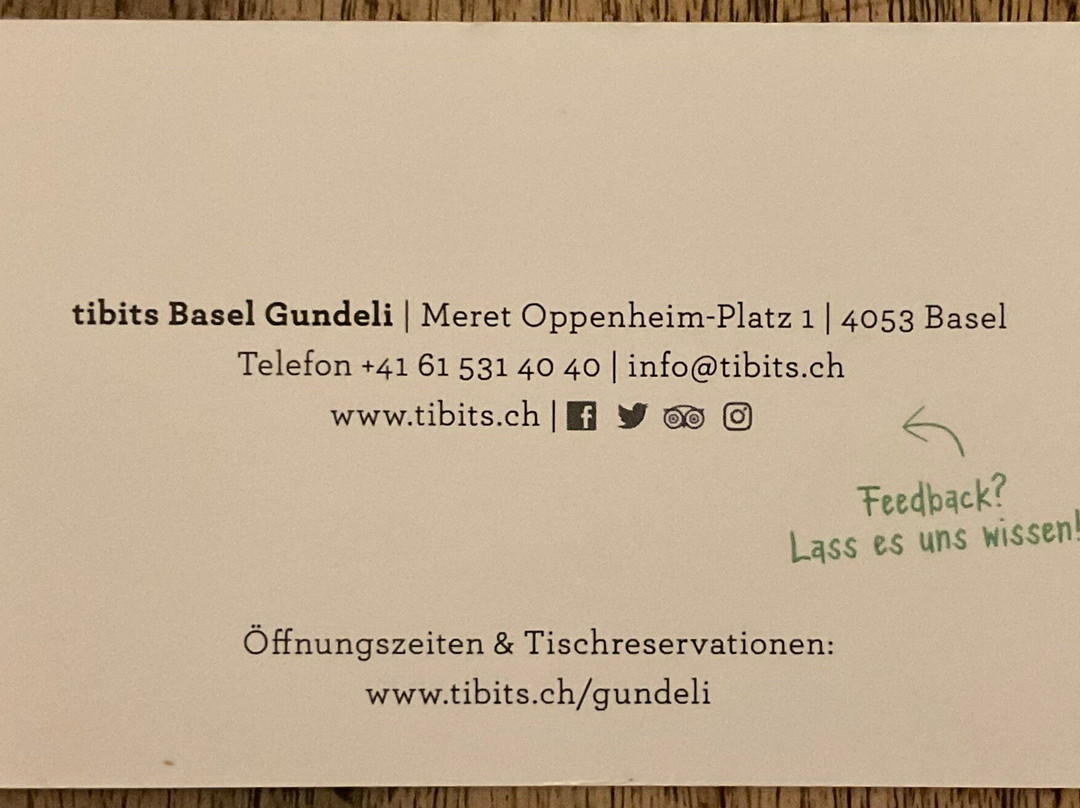 tibits Basel Gundeli | Meret Oppenheim-Platz 1 | 4053 Basel
Telefon +41 61 531 40 40 | info@tibits.ch
www.tibits.ch |
Feedback?
Lass es uns wissen!
Öffnungszeiten & Tischreservationen:
www.tibits.ch/gundeli